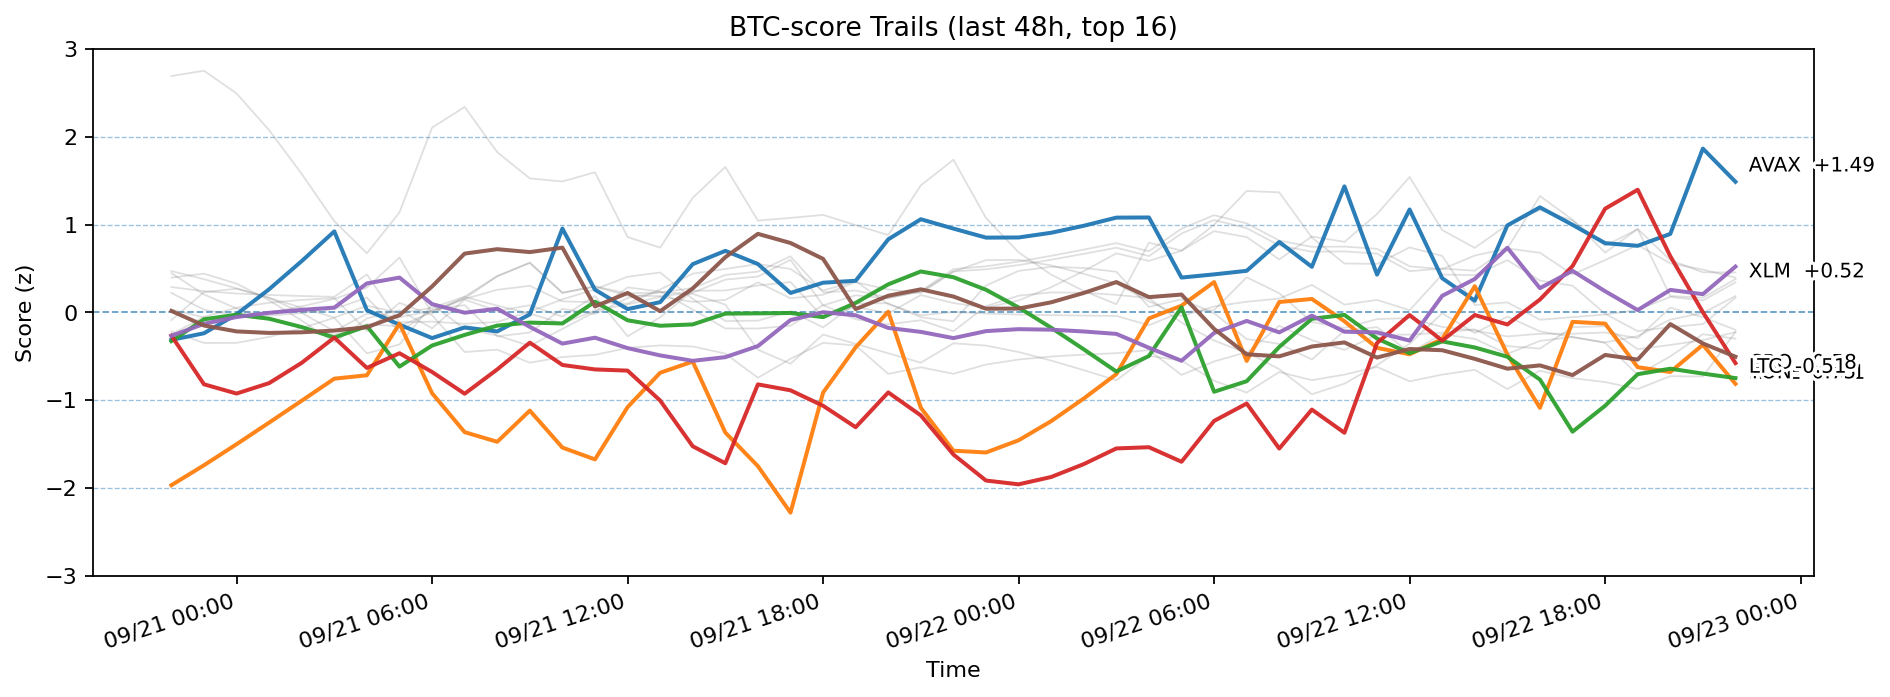 BTC-score Trails (last 48h, top 16)
3
2
1
0
−1
−2
−3
Score (z)
AVAX +1.49
XLM +0.52
LTC -0.51
09/21 00:00
09/21 06:00
09/21 12:00
09/21 18:00
09/22 00:00
09/22 06:00
09/22 12:00
09/22 18:00
09/23 00:00
Time